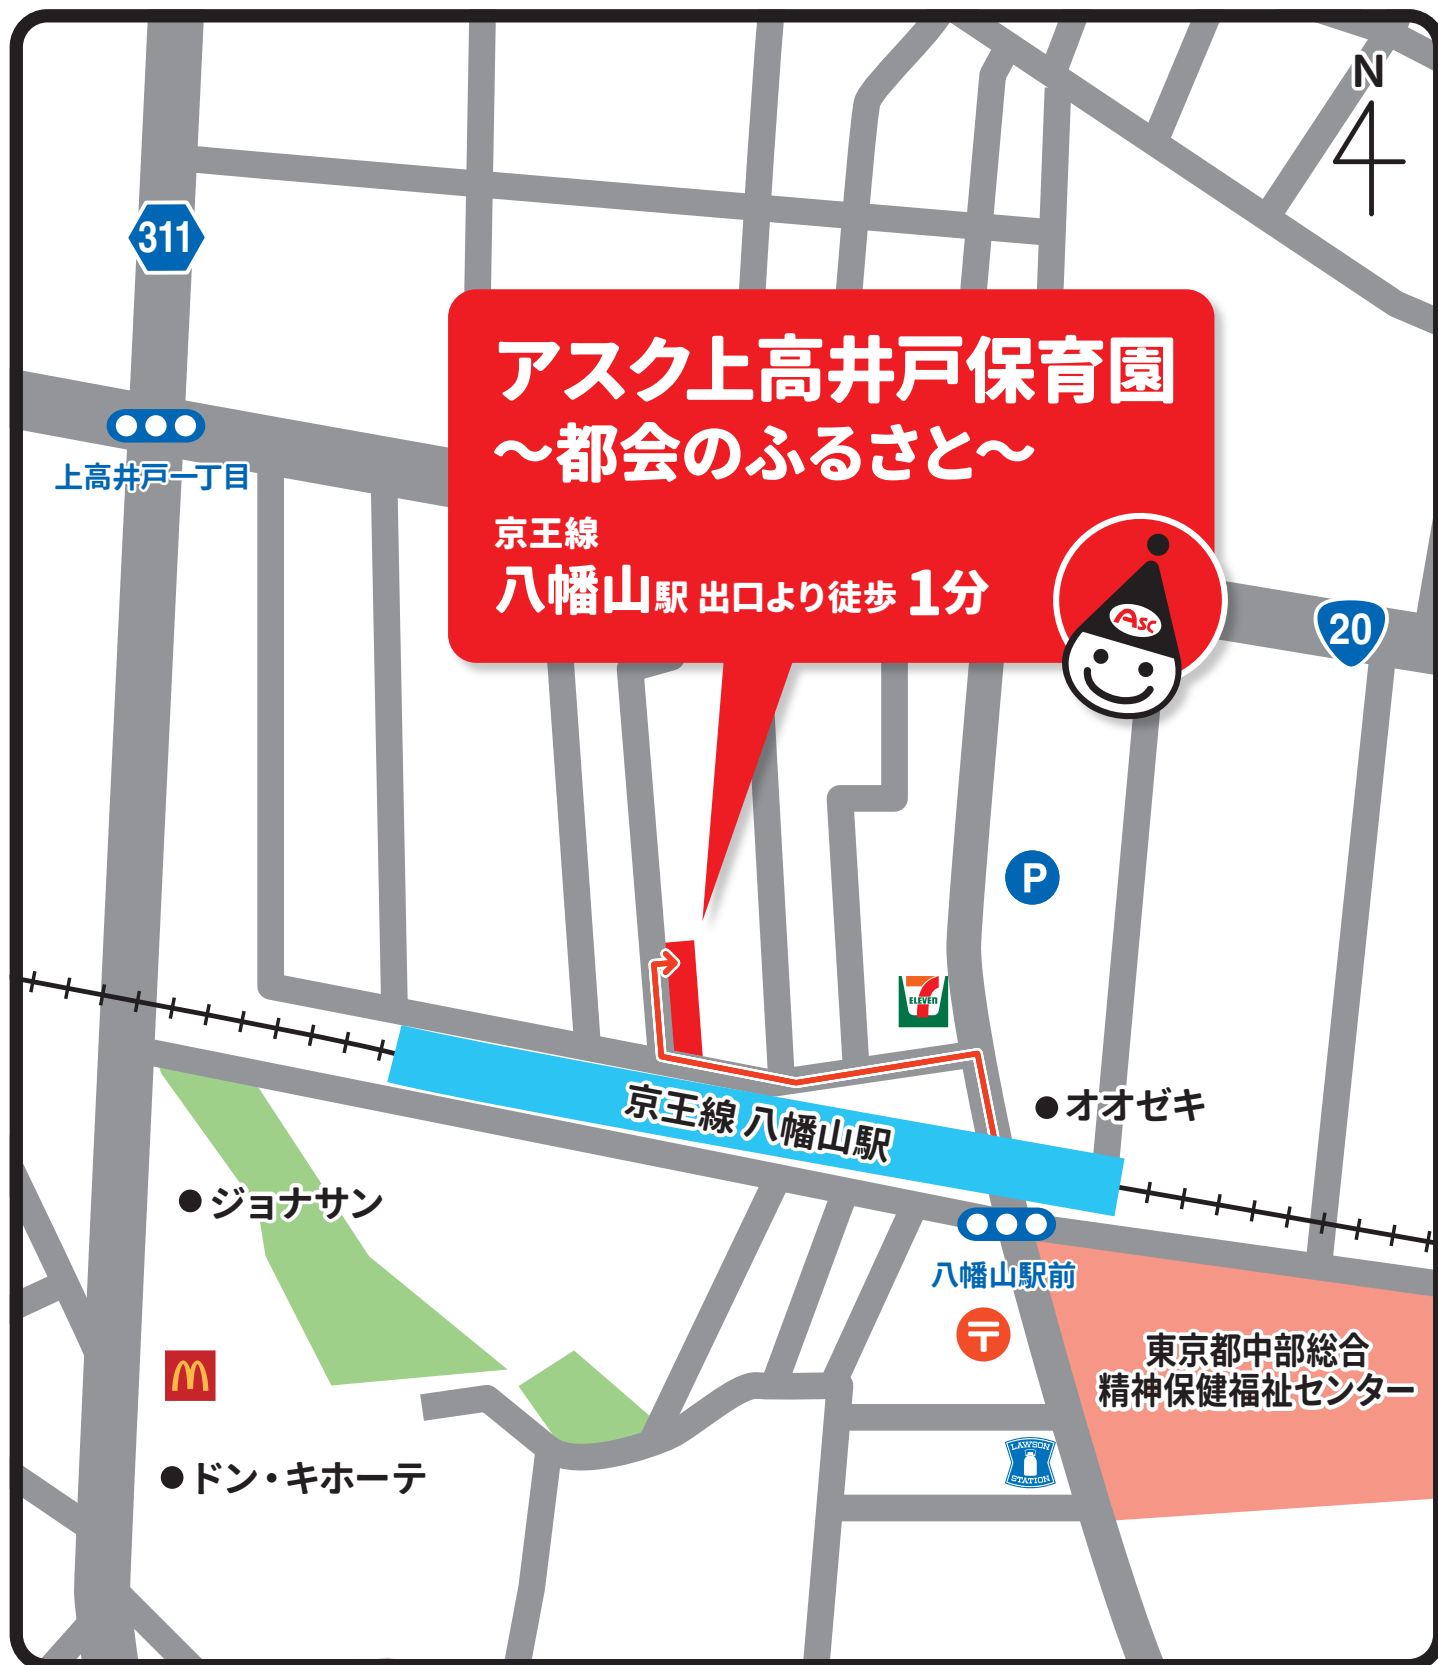 N
311
アスク上高井戸保育園
〜都会のふるさと〜
京王線
八幡山駅 出口より徒歩 1分
ASC
上高井戸一丁目
20
P
7
ELEVEN
京王線 八幡山駅
オオゼキ
ジョナサン
八幡山駅前
〒
東京都中部総合
精神保健福祉センター
M
LAWSON
STATION
ドン・キホーテ